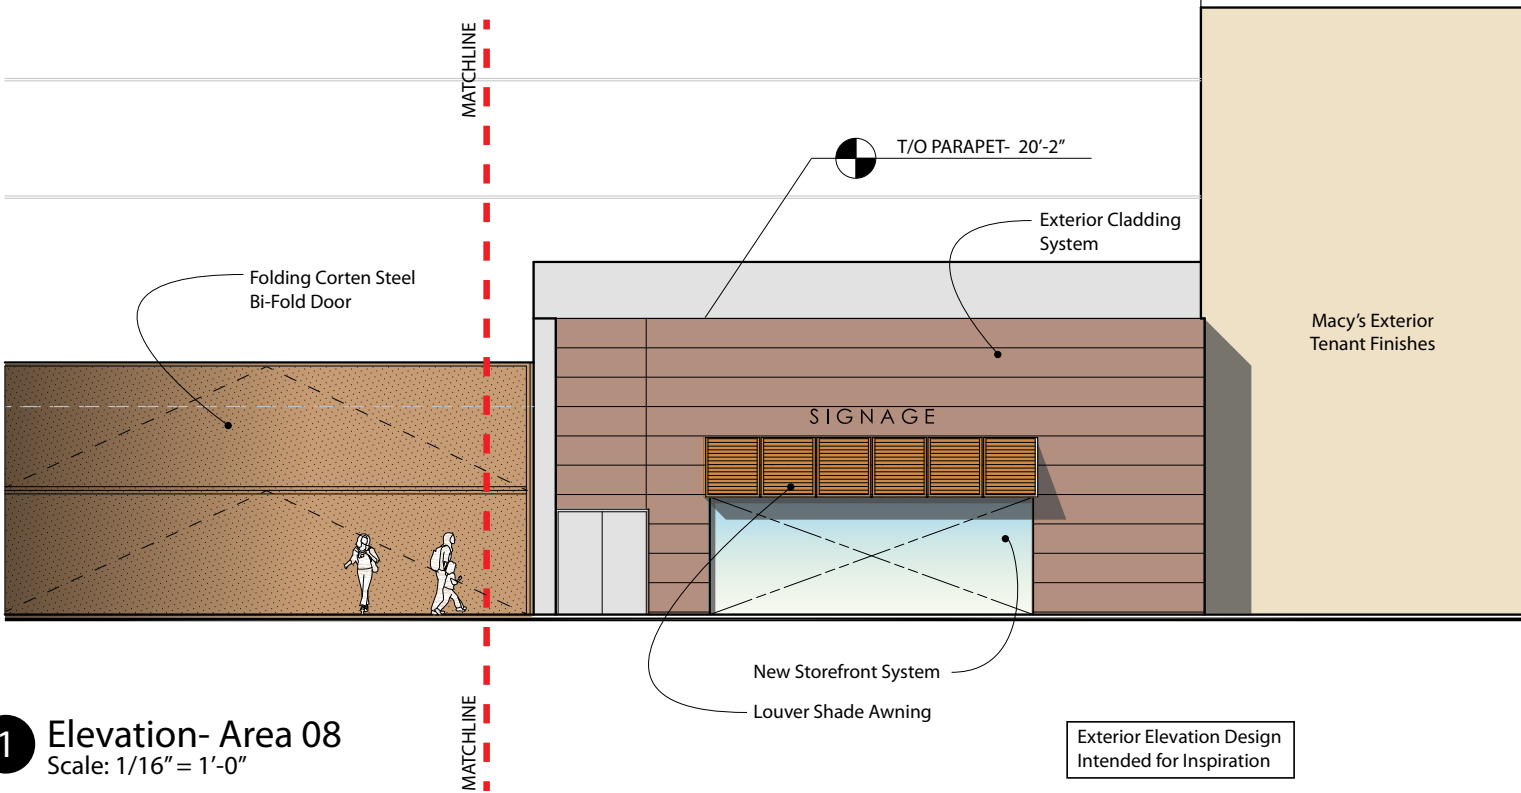 MATCHLINE
T/O PARAPET- 20'-2"
Exterior Cladding
System
Folding Corten Steel
Bi-Fold Door
Macy's Exterior
Tenant Finishes
SIGNAGE
New Storefront System
Louver Shade Awning
MATCHLINE
1
Elevation- Area 08
Scale: 1/16" = 1'-0"
Exterior Elevation Design
Intended for Inspiration